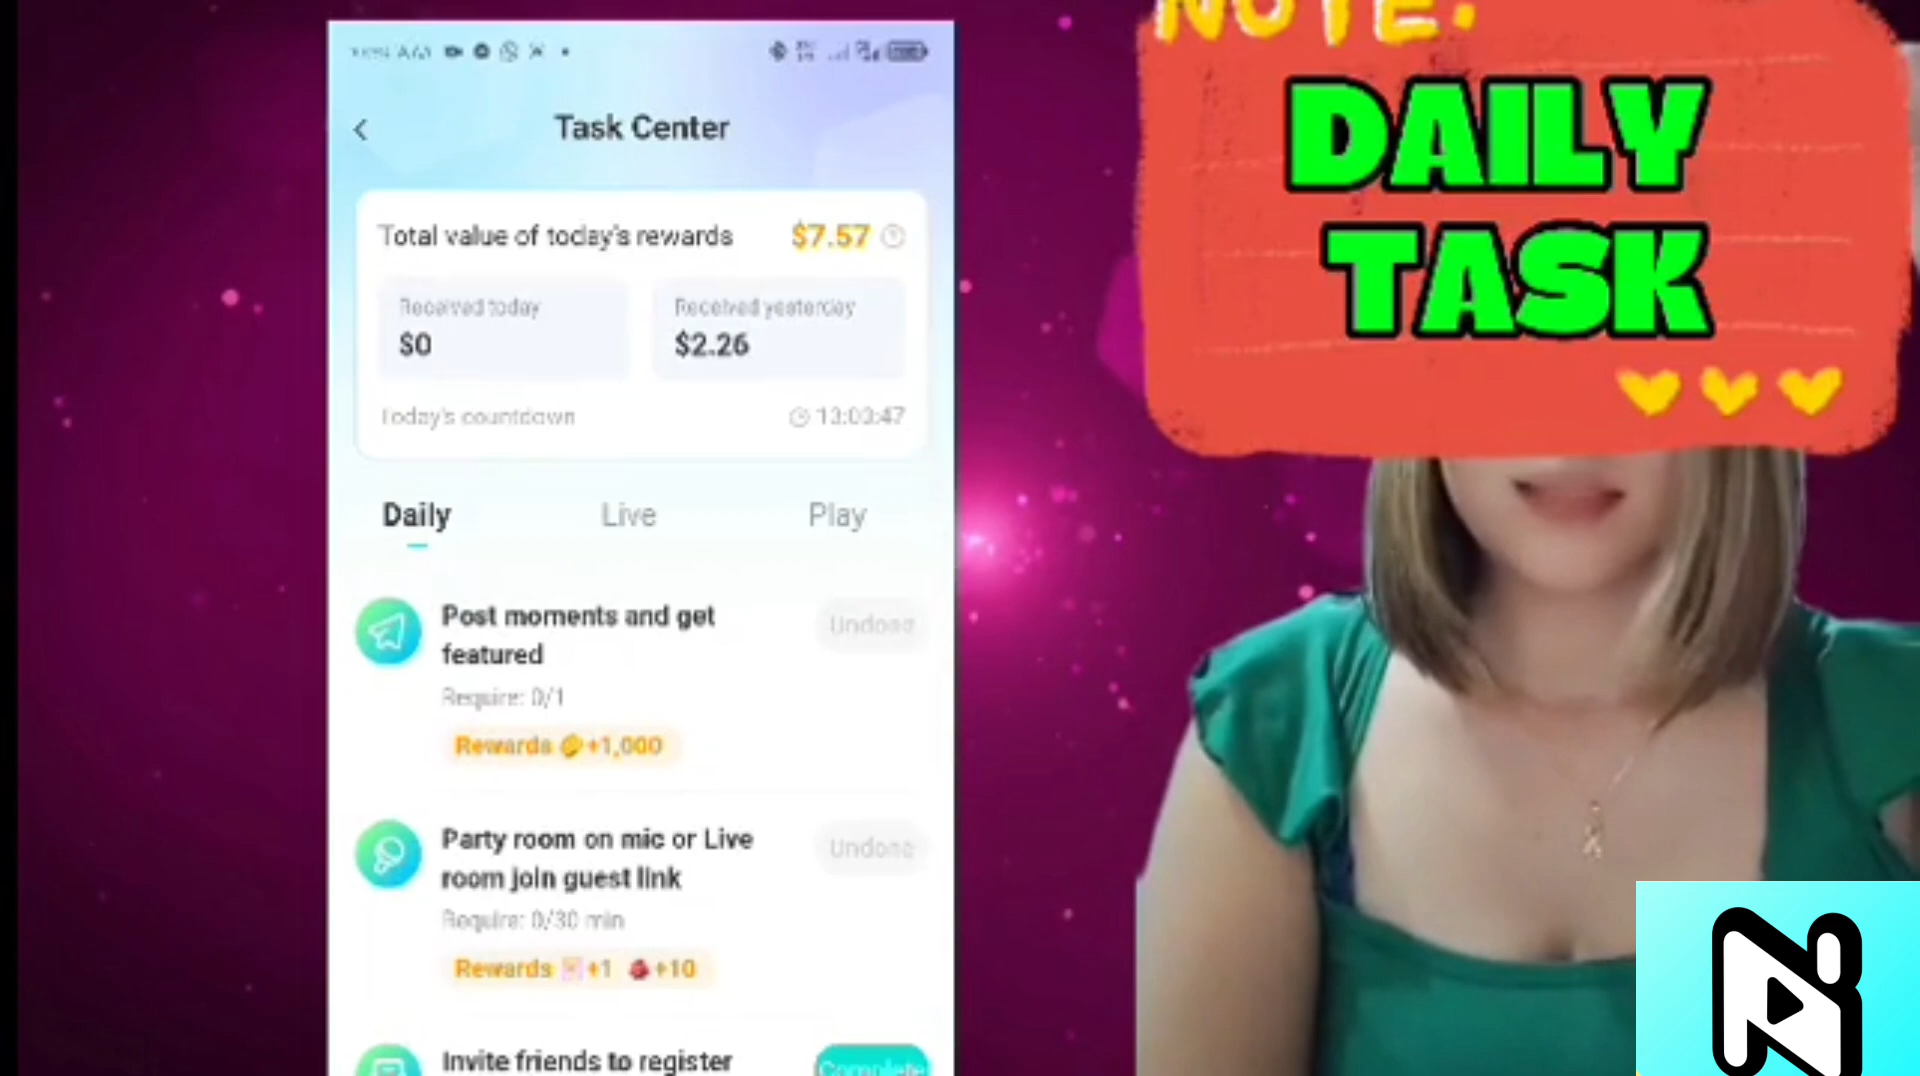 NOTE:
DAILY
TASK
Task Center
Total value of today's rewards $7.57
Received today
$0
Received yesterday
$2.26
Today's countdown 13:03:47
Daily Live Play
Post moments and get
featured
Undone
Require: 0/1
Rewards +1,000
Party room on mic or Live
room join guest link
Undone
Require: 0/30 min
Rewards +1 +10
Invite friends to register
Complete